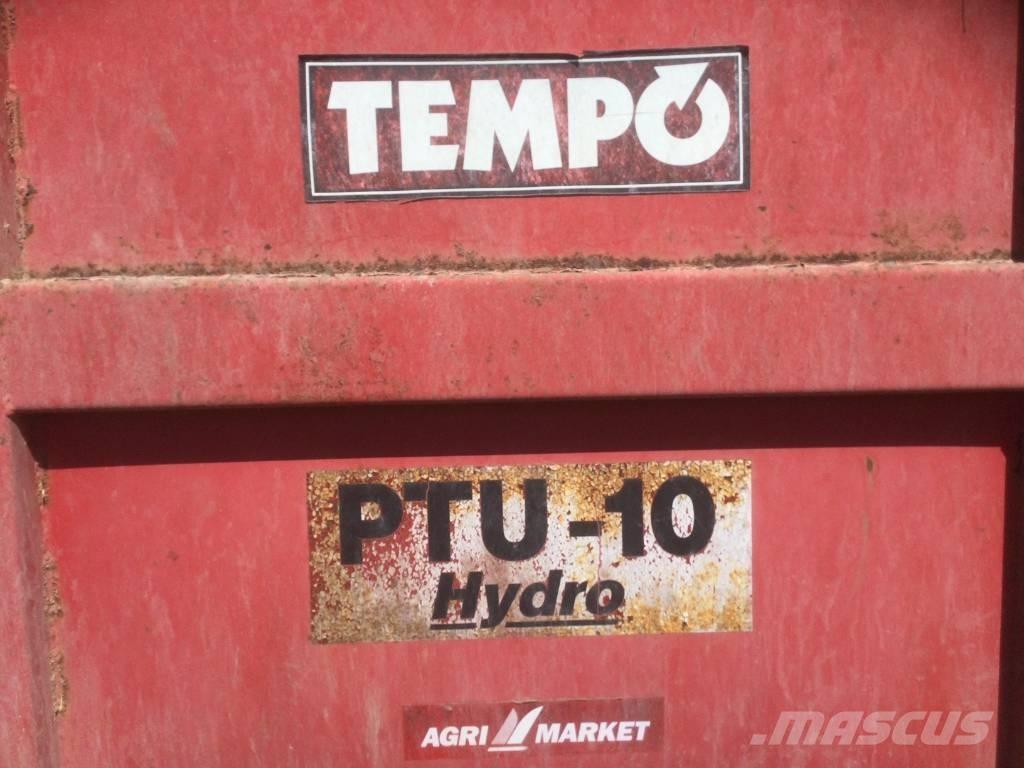 TEMPO
PTU-10
Hydro
AGRI MARKET
.MASCUS